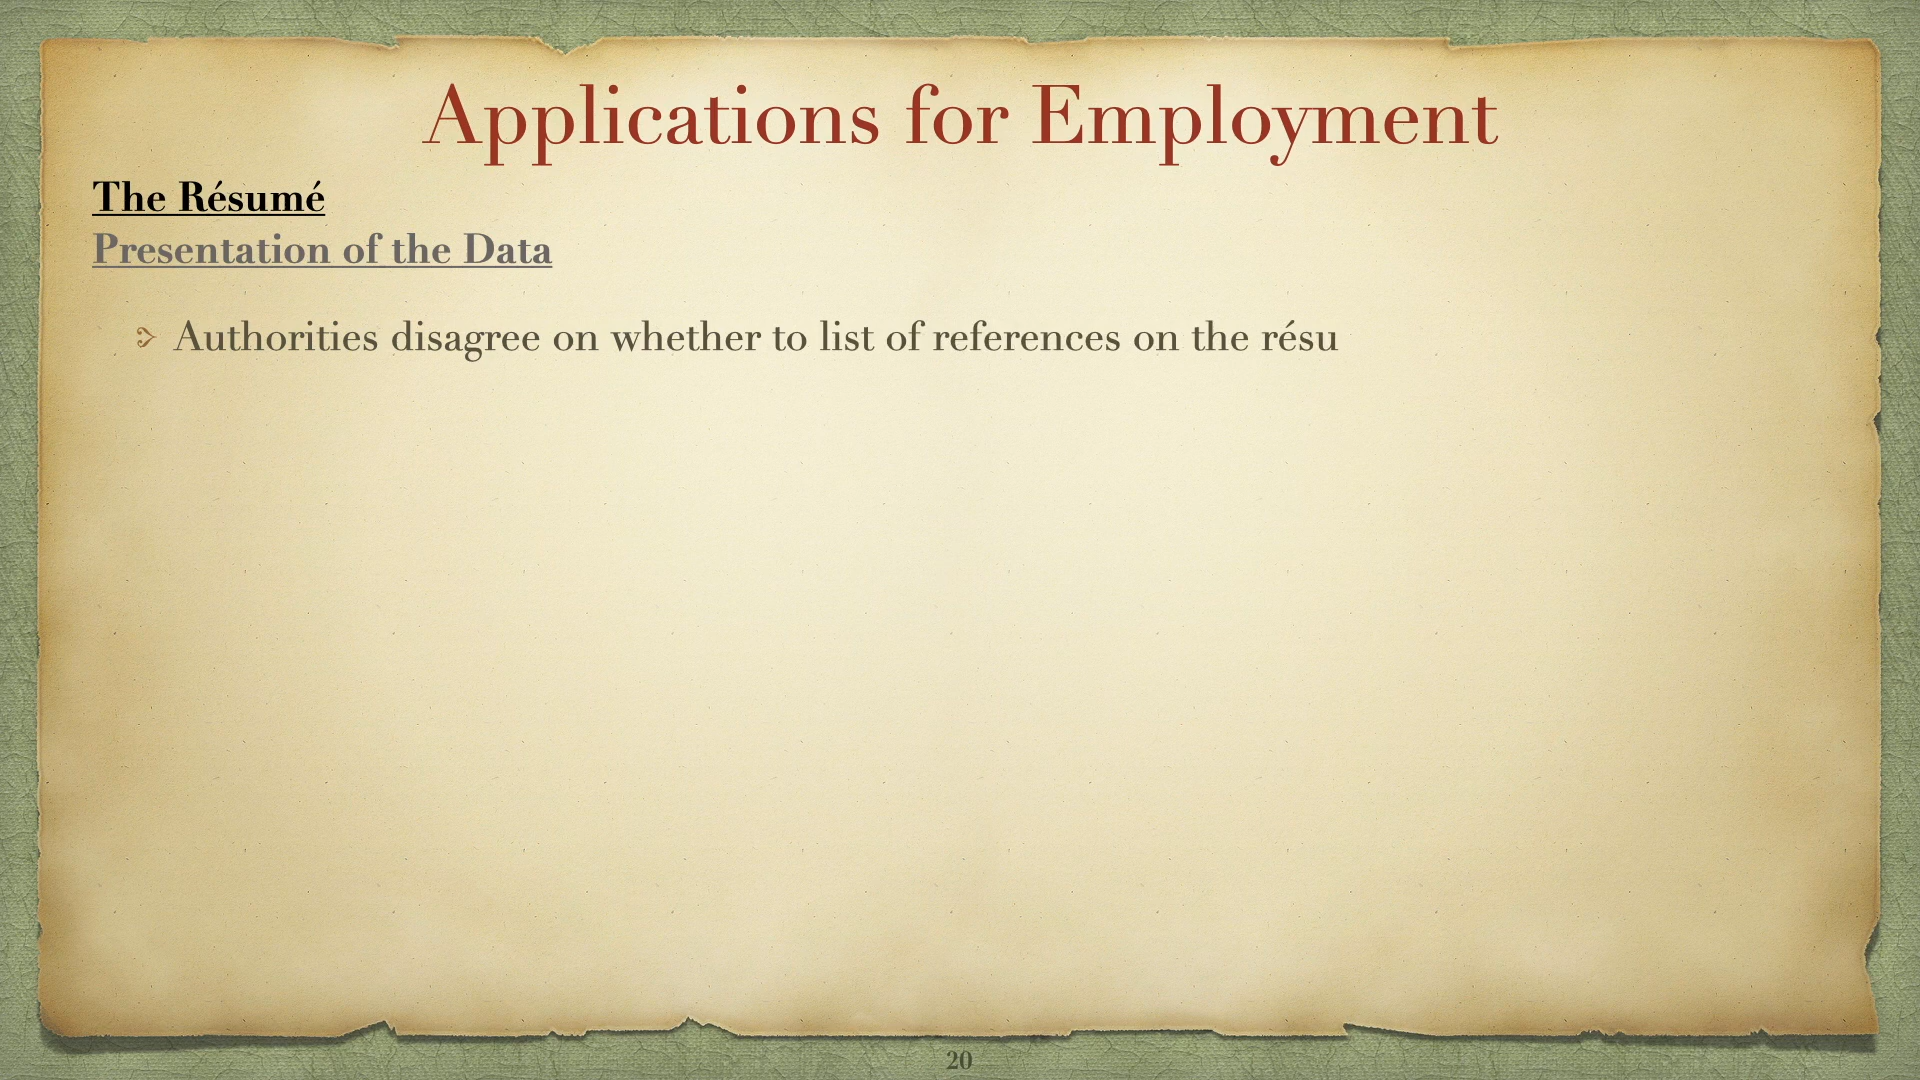 Applications for Employment
The Résumé
Presentation of the Data
Authorities disagree on whether to list of references on the résu
20